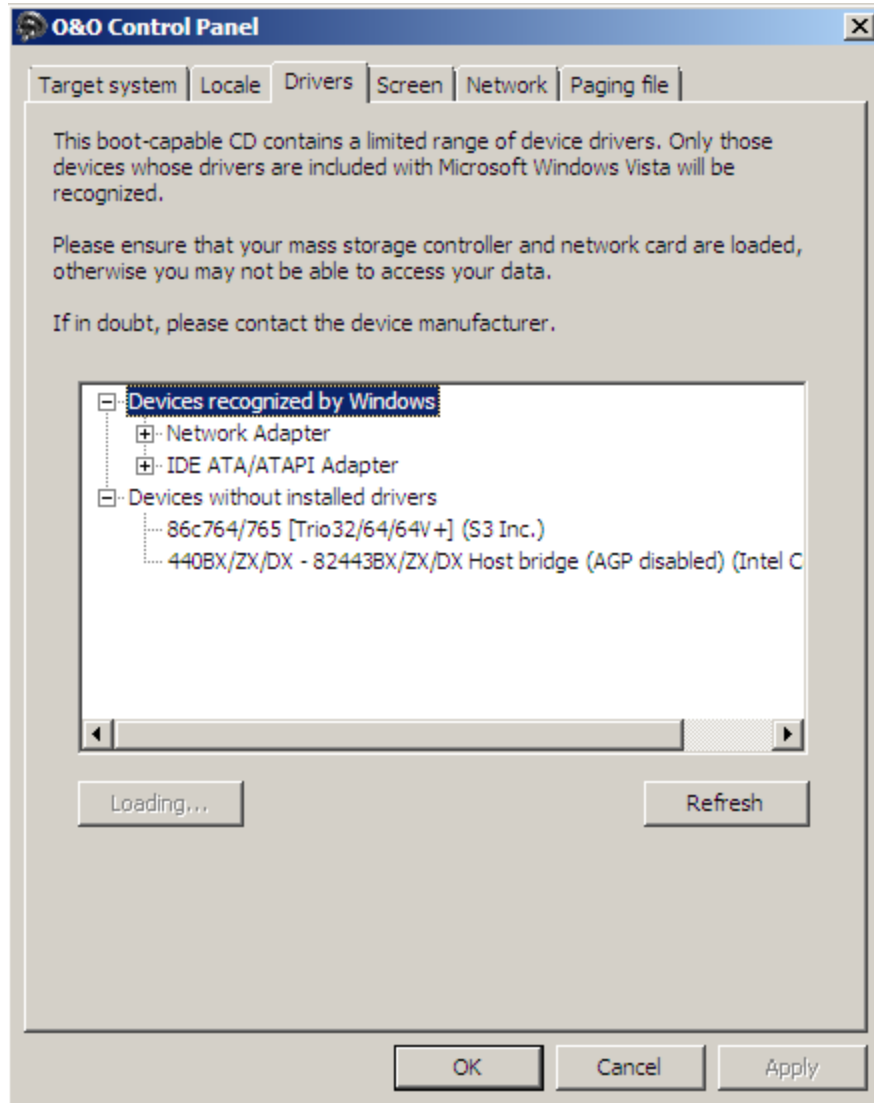 O&O Control Panel
Target system Locale Drivers Screen Network Paging file
This boot-capable CD contains a limited range of device drivers. Only those
devices whose drivers are included with Microsoft Windows Vista will be
recognized.
Please ensure that your mass storage controller and network card are loaded,
otherwise you may not be able to access your data.
If in doubt, please contact the device manufacturer.
Devices recognized by Windows
Network Adapter
IDE ATA/ATAPI Adapter
Devices without installed drivers
86c764/765 [Trio32/64/64V+] (S3 Inc.)
440BX/ZX/DX - 82443BX/ZX/DX Host bridge (AGP disabled) (Intel C
Loading... Refresh
OK Cancel Apply